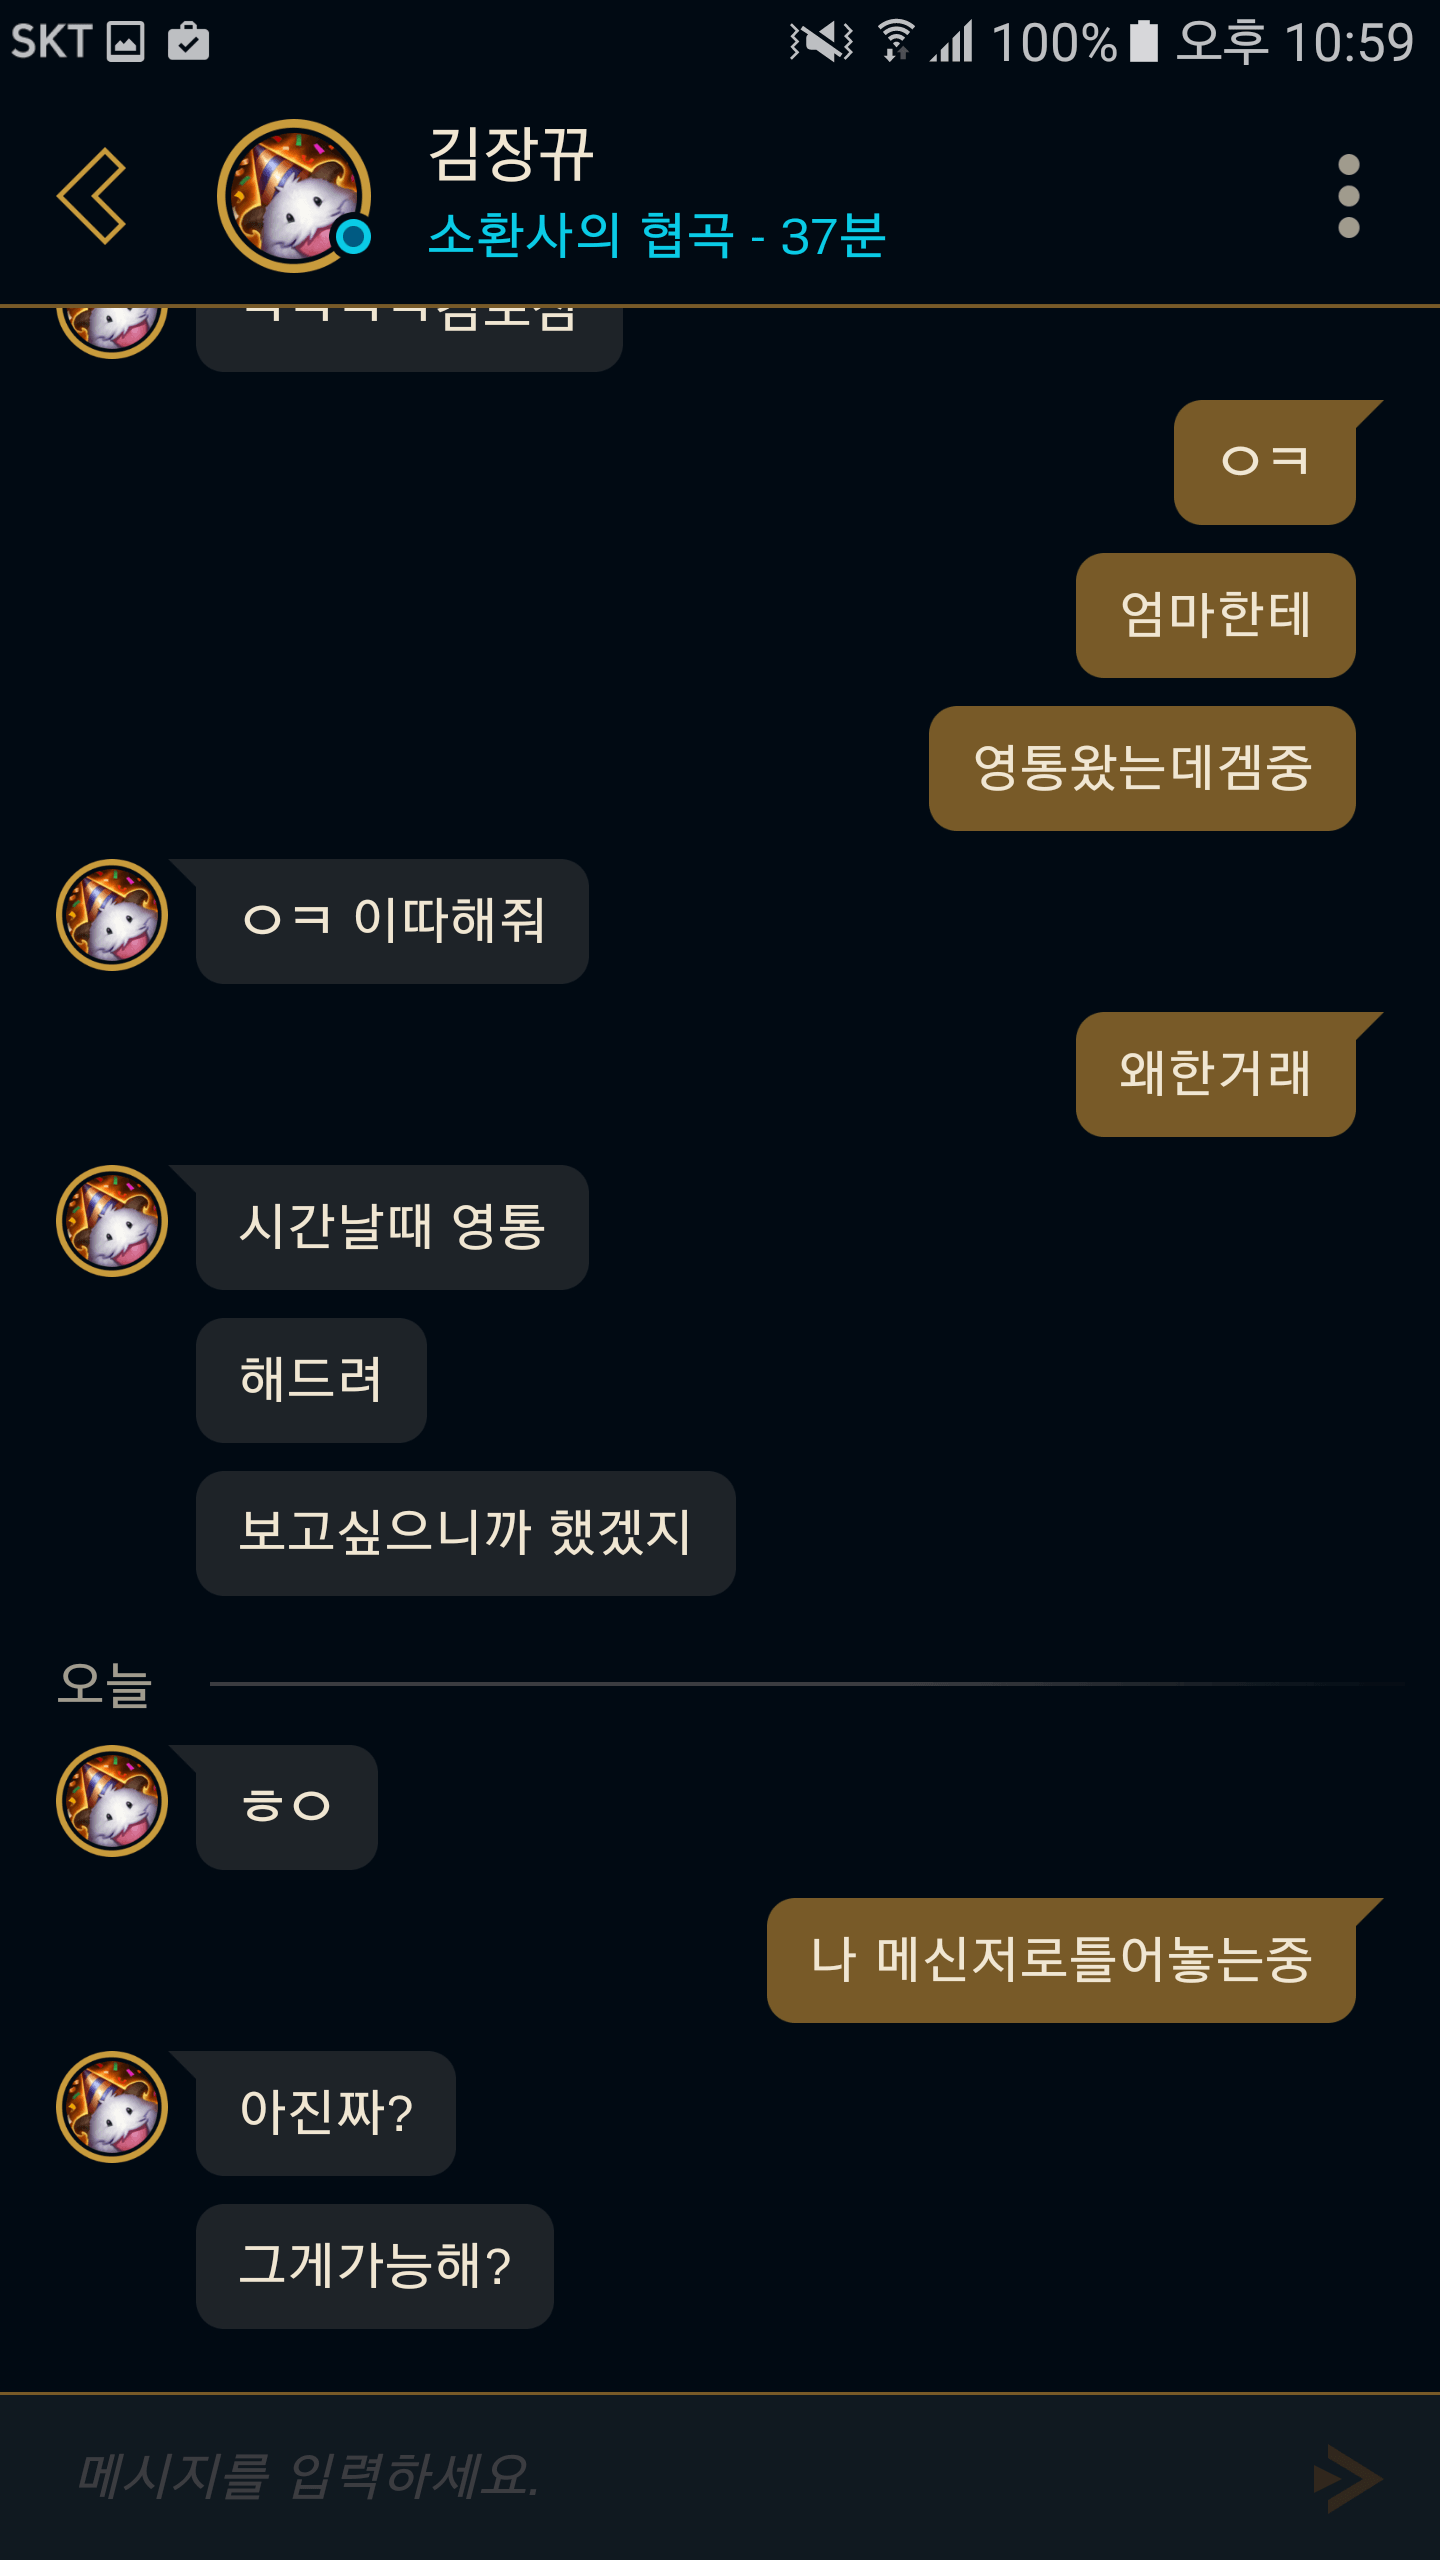 SKT 100% 오후 10:59
김장뀨
소환사의 협곡 - 37분
ㅇㅋ
엄마한테
영통왔는데겜중
ㅇㅋ 이따해줘
왜한거래
시간날때 영통
해드려
보고싶으니까 했겠지
오늘
ㅎㅇ
나 메신저로틀어놓는중
아진짜?
그게가능해?
메시지를 입력하세요.